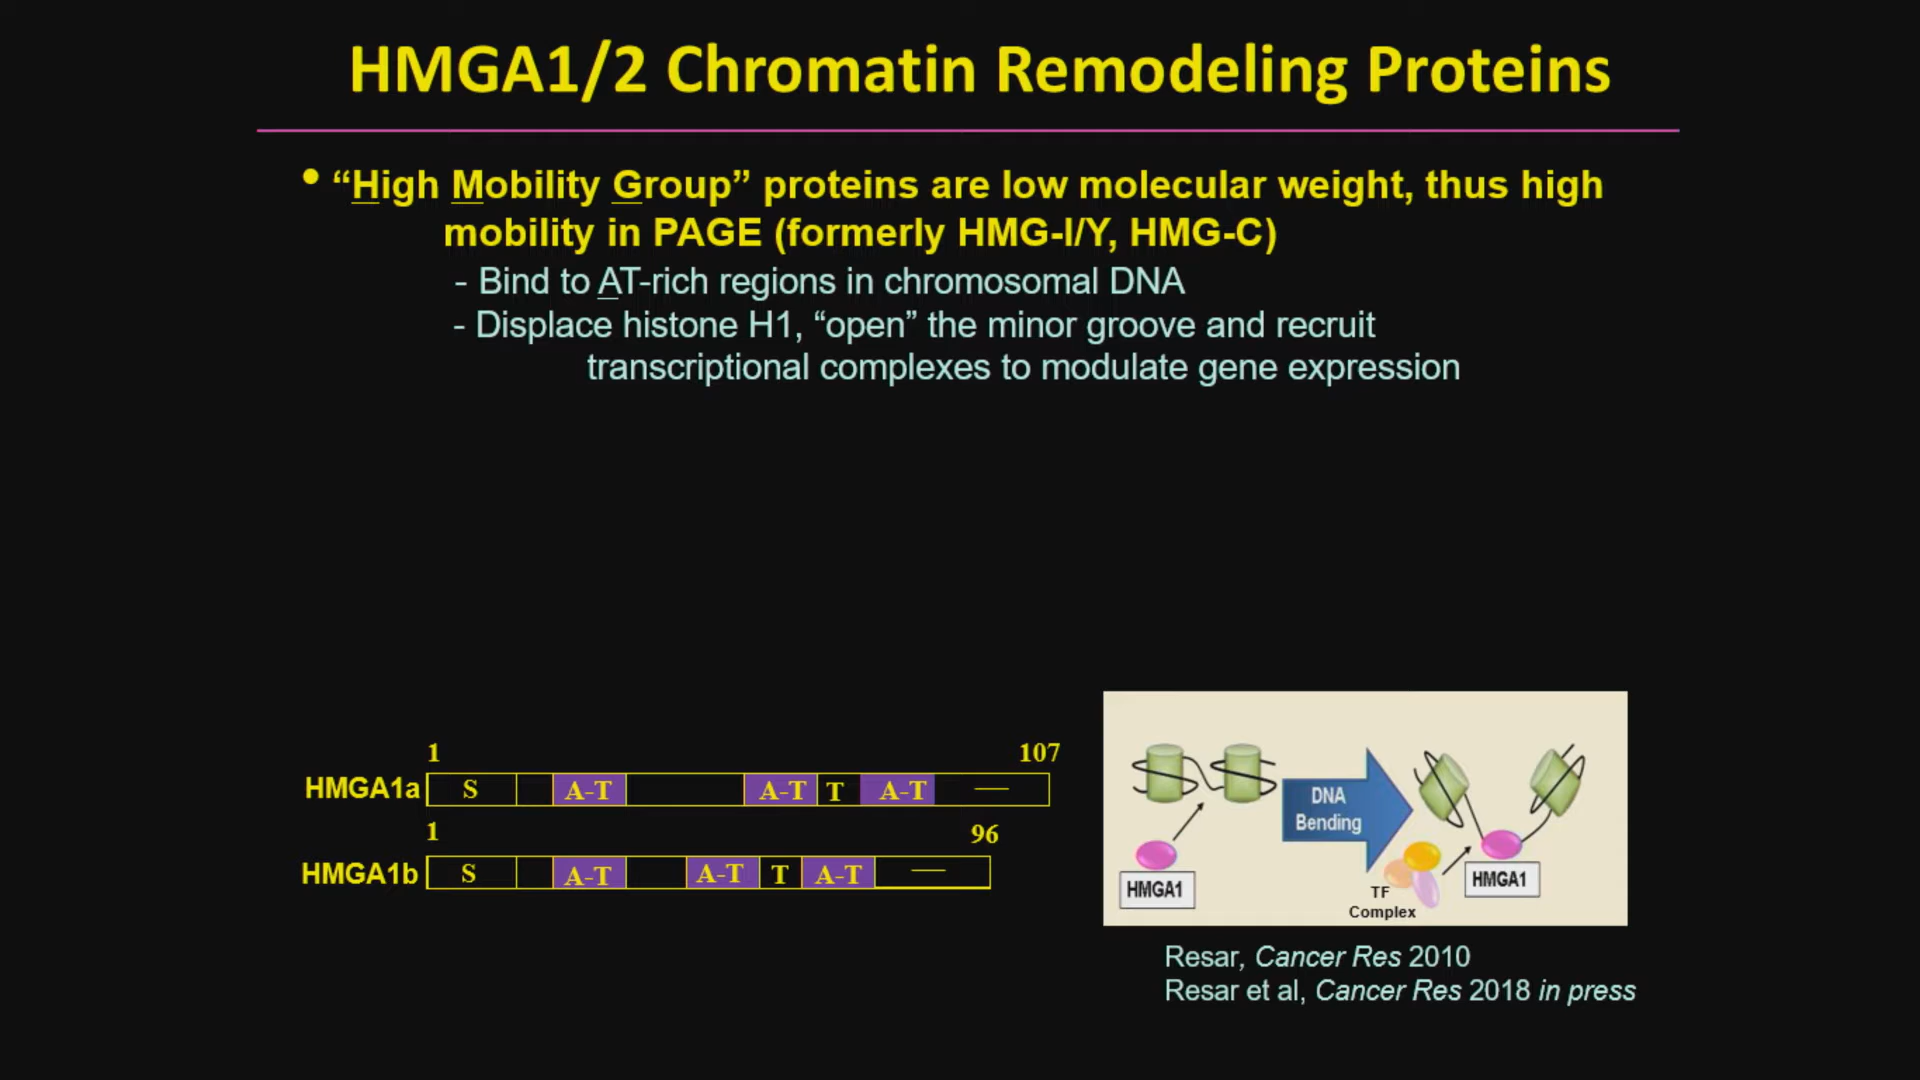 HMGA1/2 Chromatin Remodeling Proteins
• “High Mobility Group” proteins are low molecular weight, thus high
mobility in PAGE (formerly HMG-I/Y, HMG-C)
- Bind to AT-rich regions in chromosomal DNA
- Displace histone H1, “open” the minor groove and recruit
transcriptional complexes to modulate gene expression
1 107
HMGA1a S A-T A-T T A-T —
1 96
HMGA1b S A-T A-T T A-T —
DNA
Bending
HMGA1
TF
Complex
HMGA1
Resar, Cancer Res 2010
Resar et al, Cancer Res 2018 in press